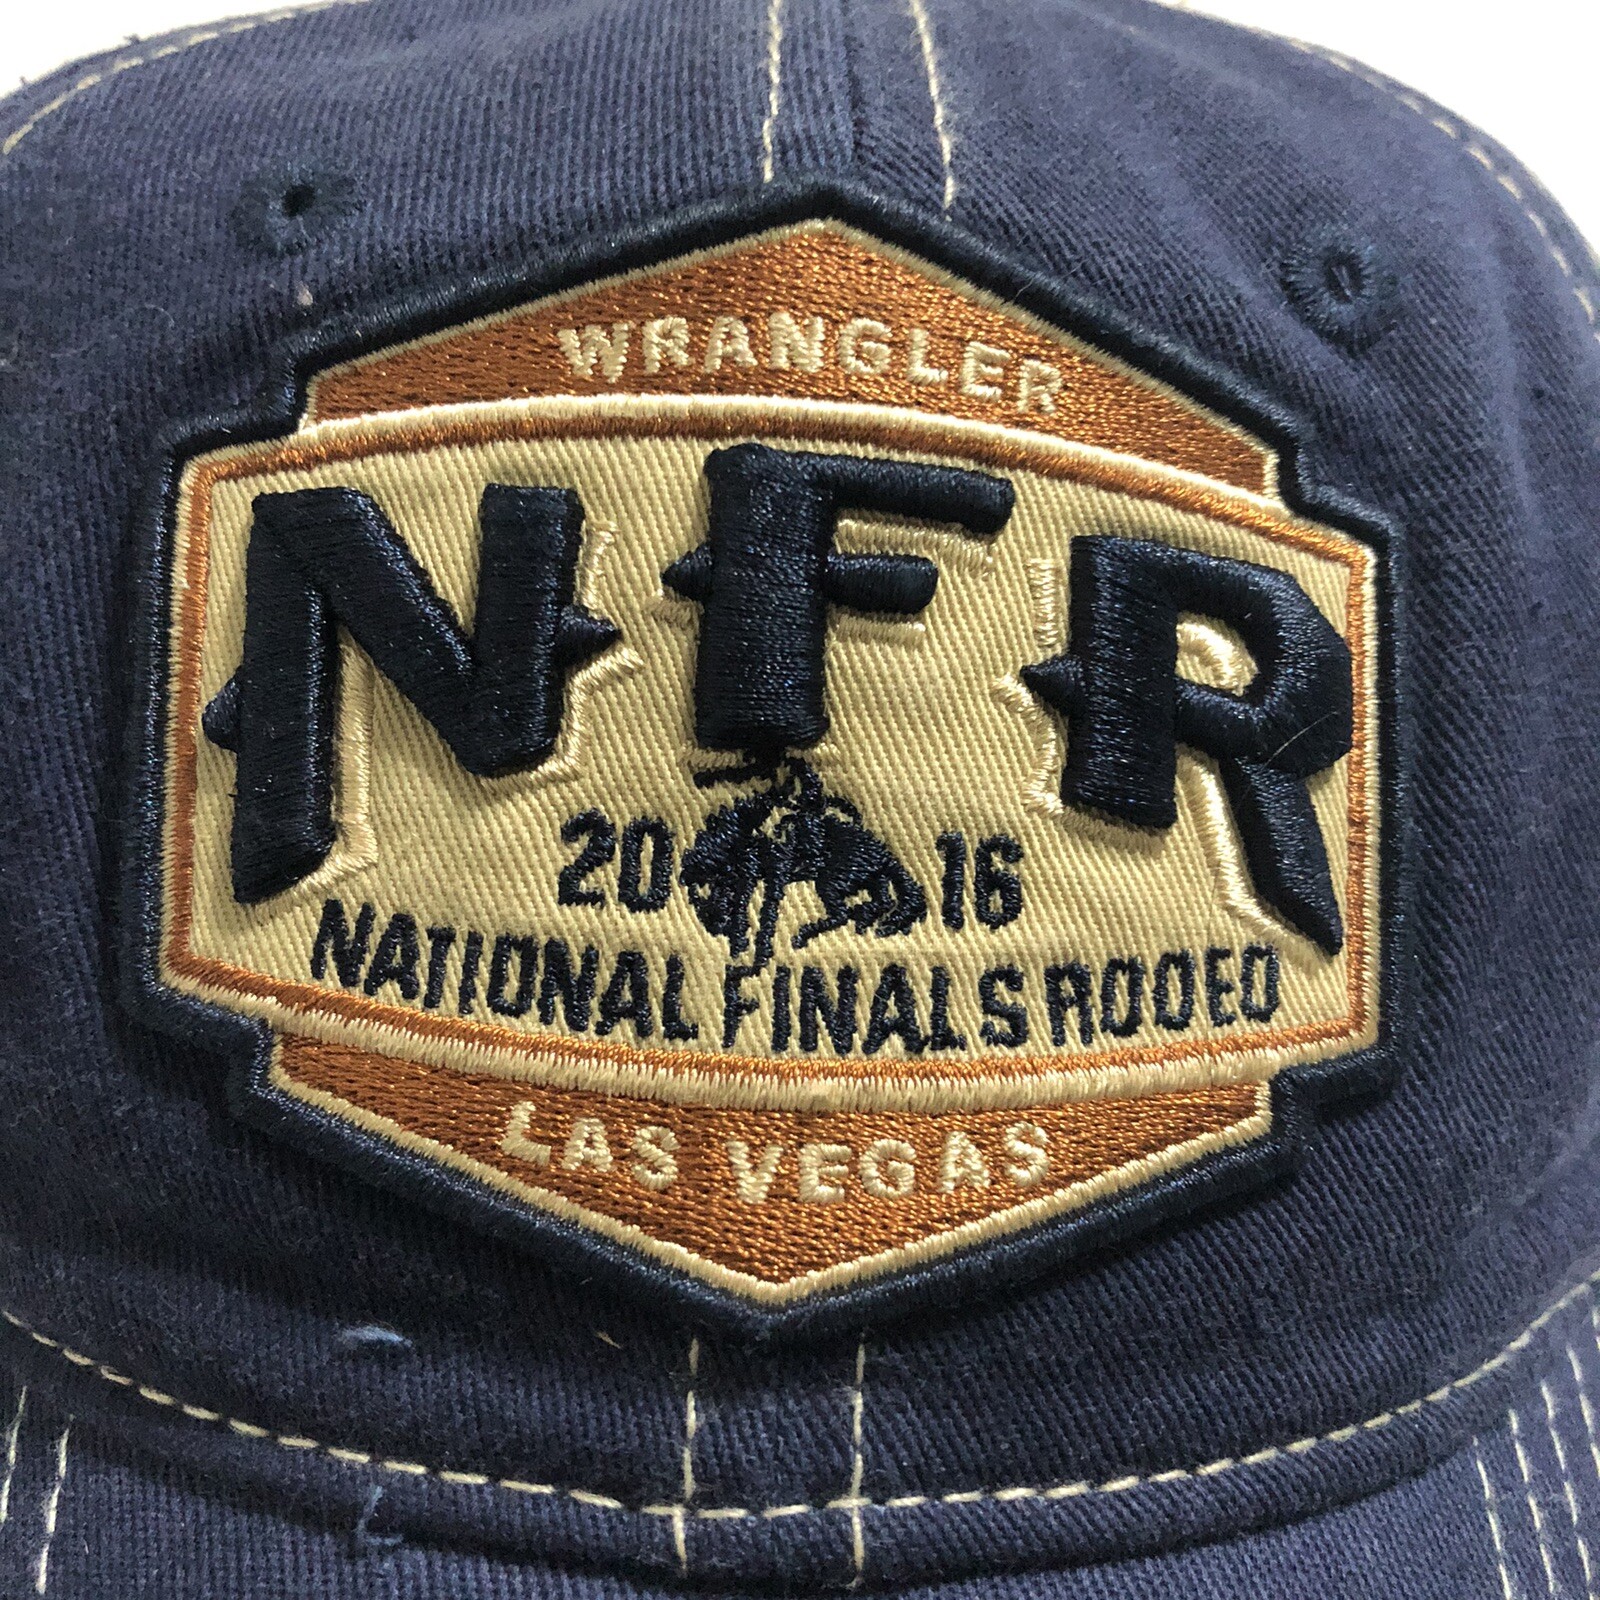 WRANGLER
NFR
2016
NATIONAL FINALS RODEO
LAS VEGAS